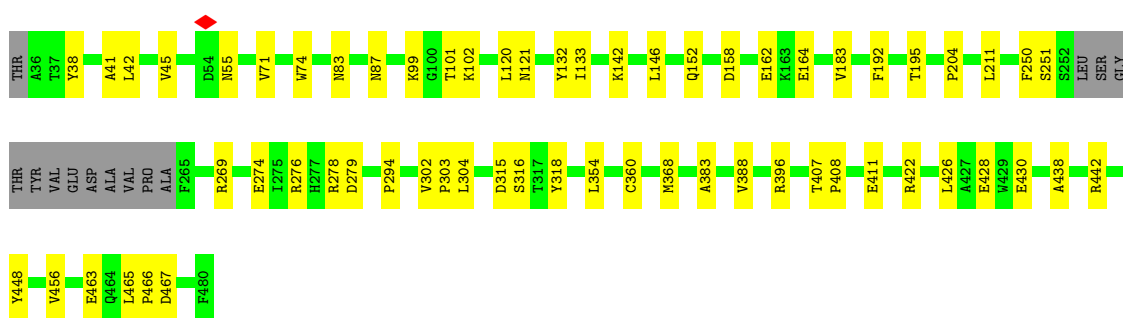 THR A36 T37 Y38 A41 L42 V45 D54 N55 V71 W74 N83 N87 K99 G100 T101 K102 L120 N121 Y132 I133 K142 L146 Q152 D158 E162 K163 E164 V183 F192 T195 P204 L211 F250 S251 S252 LEU SER GLY
THR TYR VAL GLU ASP ALA VAL PRO ALA F265 R269 E274 I275 R276 H277 R278 D279 P294 V302 P303 L304 D315 S316 T317 Y318 L354 C360 M368 A383 V388 R396 T407 P408 E411 R422 L426 A427 E428 W429 E430 A438 R442
Y448 V456 E463 Q464 L465 P466 D467 F480